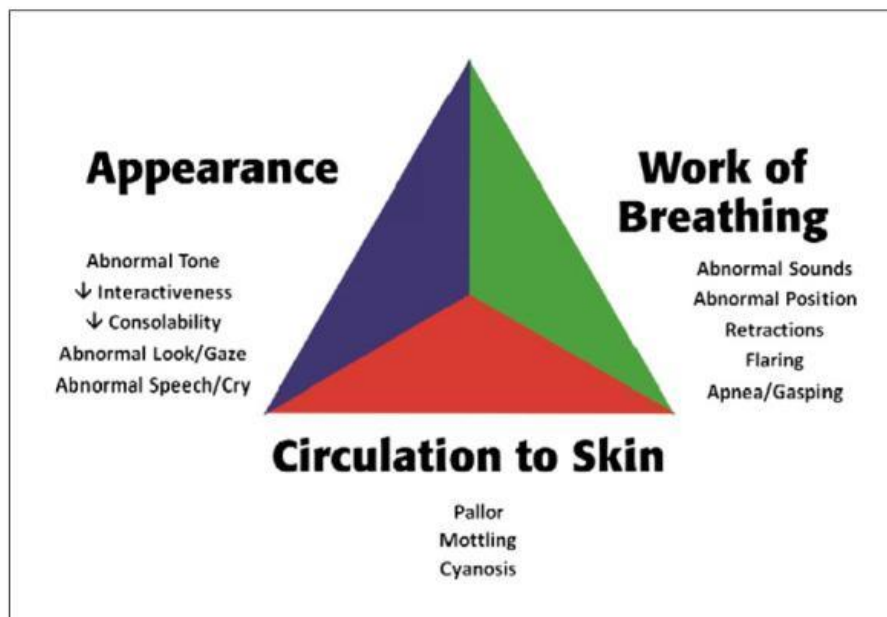 Appearance
Abnormal Tone
↓ Interactiveness
↓ Consolability
Abnormal Look/Gaze
Abnormal Speech/Cry
Work of
Breathing
Abnormal Sounds
Abnormal Position
Retractions
Flaring
Apnea/Gasping
Circulation to Skin
Pallor
Mottling
Cyanosis